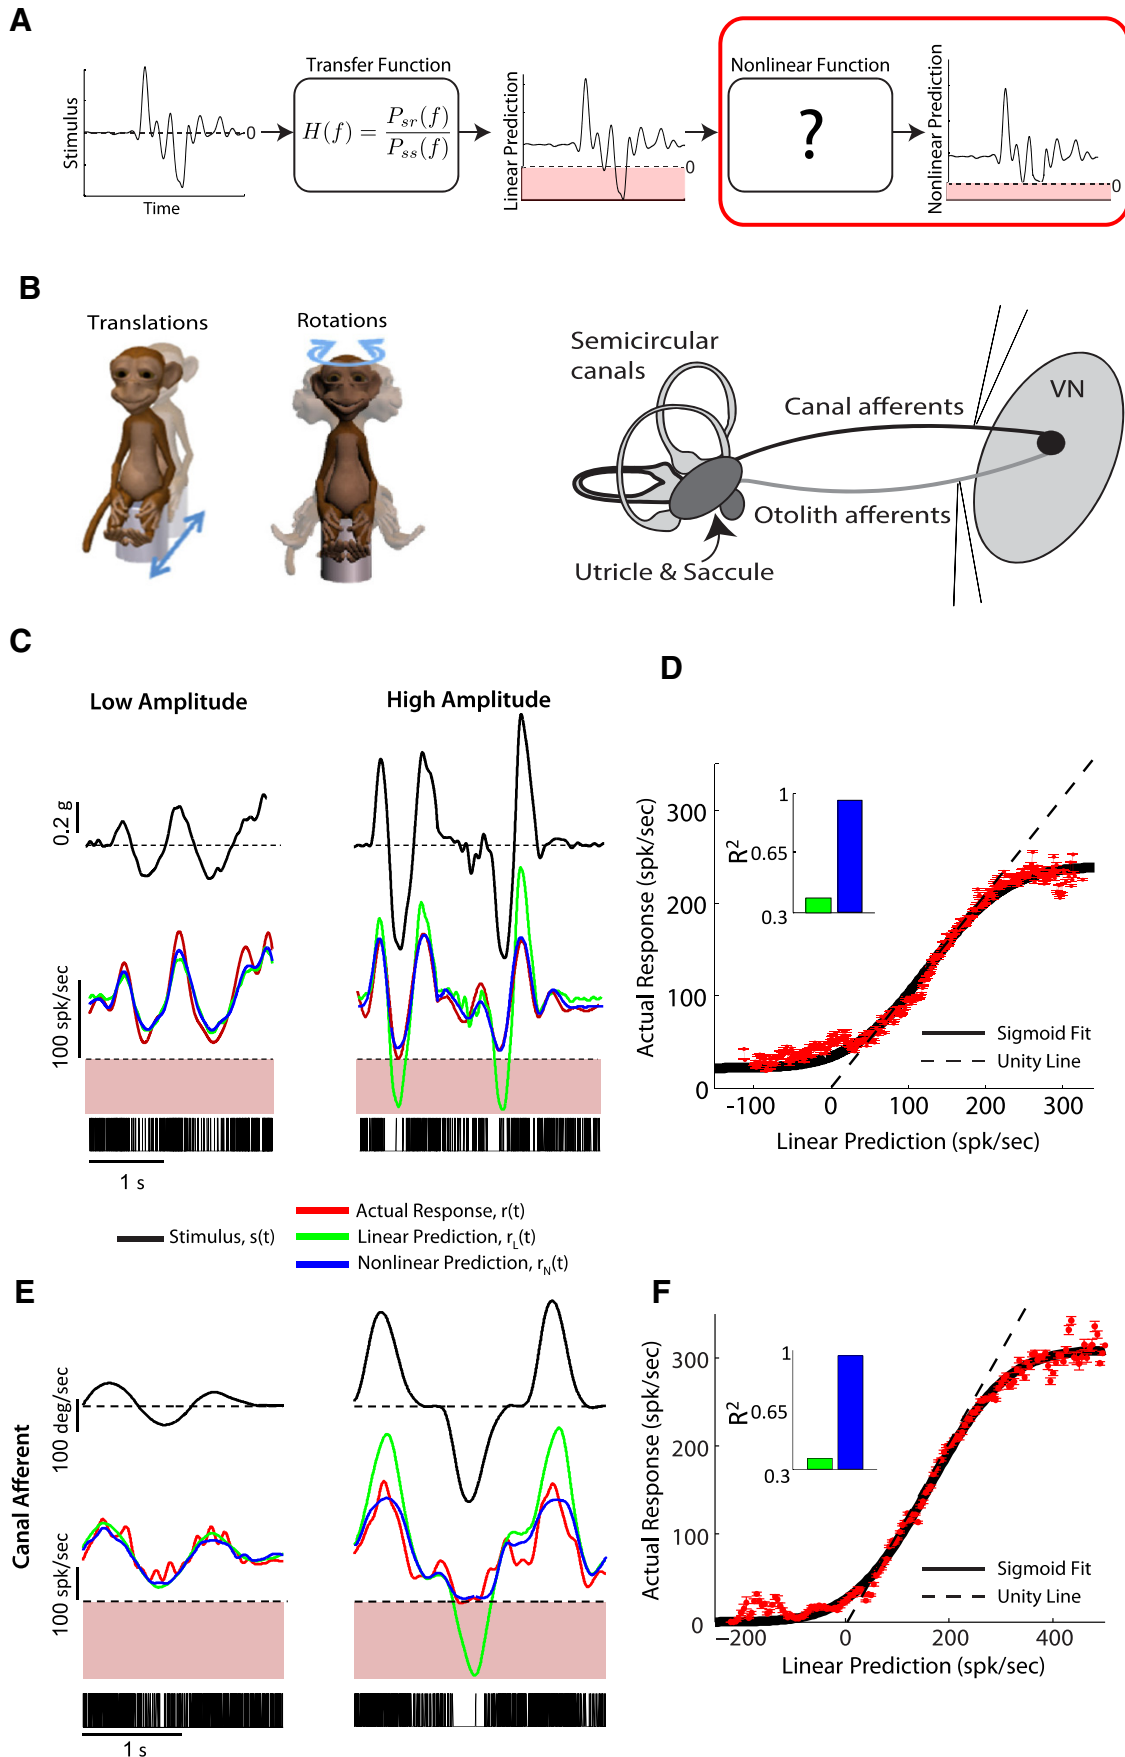 A
Stimulus
0
Time
Transfer Function
H(f) = P_sr(f) / P_ss(f)
Linear Prediction
0
Nonlinear Function
?
Nonlinear Prediction
0
B
Translations
Rotations
Semicircular
canals
Canal afferents
VN
Otolith afferents
Utricle & Saccule
C
Low Amplitude
High Amplitude
0.2 g
100 spk/sec
1 s
D
Actual Response (spk/sec)
300
200
100
0
1
0.65
0.3
R²
Sigmoid Fit
Unity Line
-100
0
100
200
300
Linear Prediction (spk/sec)
Stimulus, s(t)
Actual Response, r(t)
Linear Prediction, r_L(t)
Nonlinear Prediction, r_N(t)
E
Canal Afferent
100 deg/sec
100 spk/sec
1 s
F
Actual Response (spk/sec)
300
200
100
0
1
0.65
0.3
R²
Sigmoid Fit
Unity Line
−200
0
200
400
Linear Prediction (spk/sec)